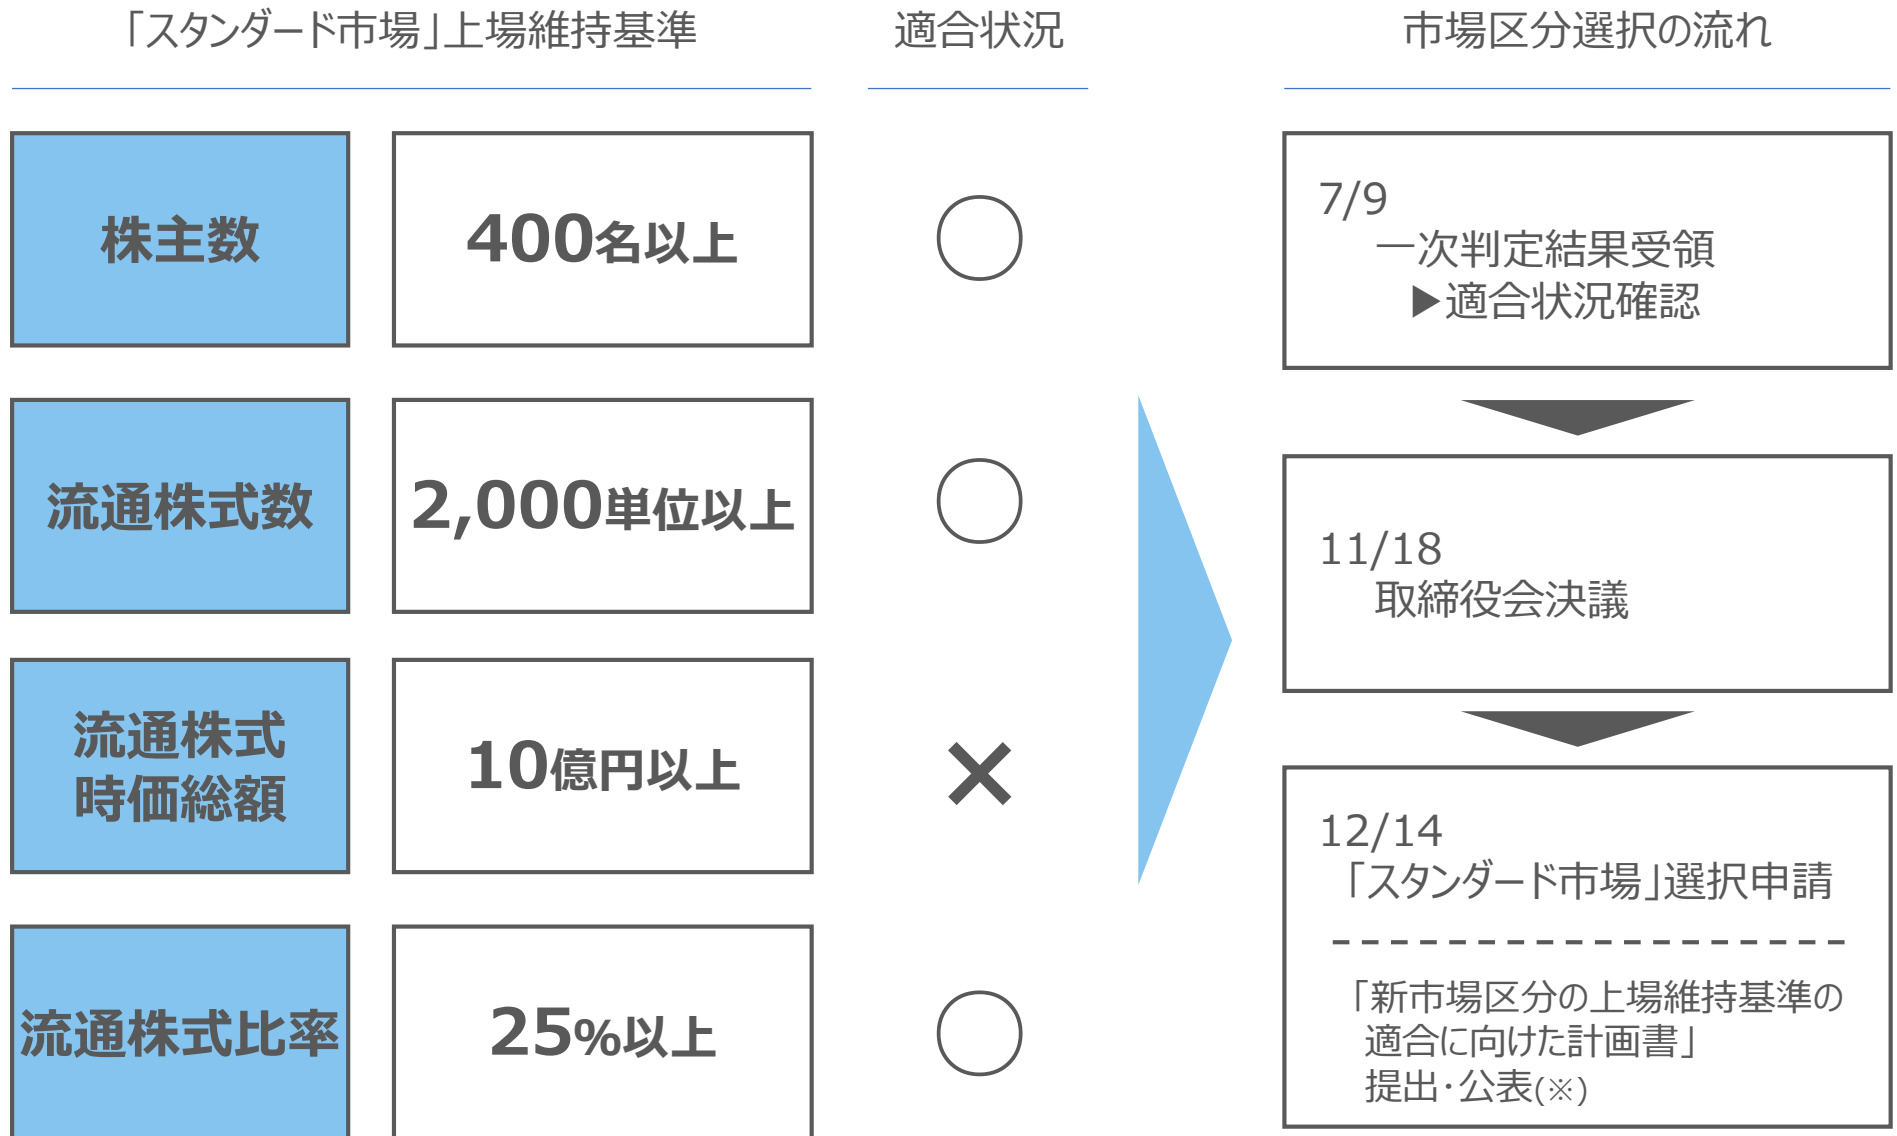 「スタンダード市場」上場維持基準
適合状況
市場区分選択の流れ
株主数
400名以上
〇
流通株式数
2,000単位以上
〇
流通株式
時価総額
10億円以上
×
流通株式比率
25%以上
〇
7/9
一次判定結果受領
▶適合状況確認
11/18
取締役会決議
12/14
「スタンダード市場」選択申請
「新市場区分の上場維持基準の
適合に向けた計画書」
提出・公表(※)